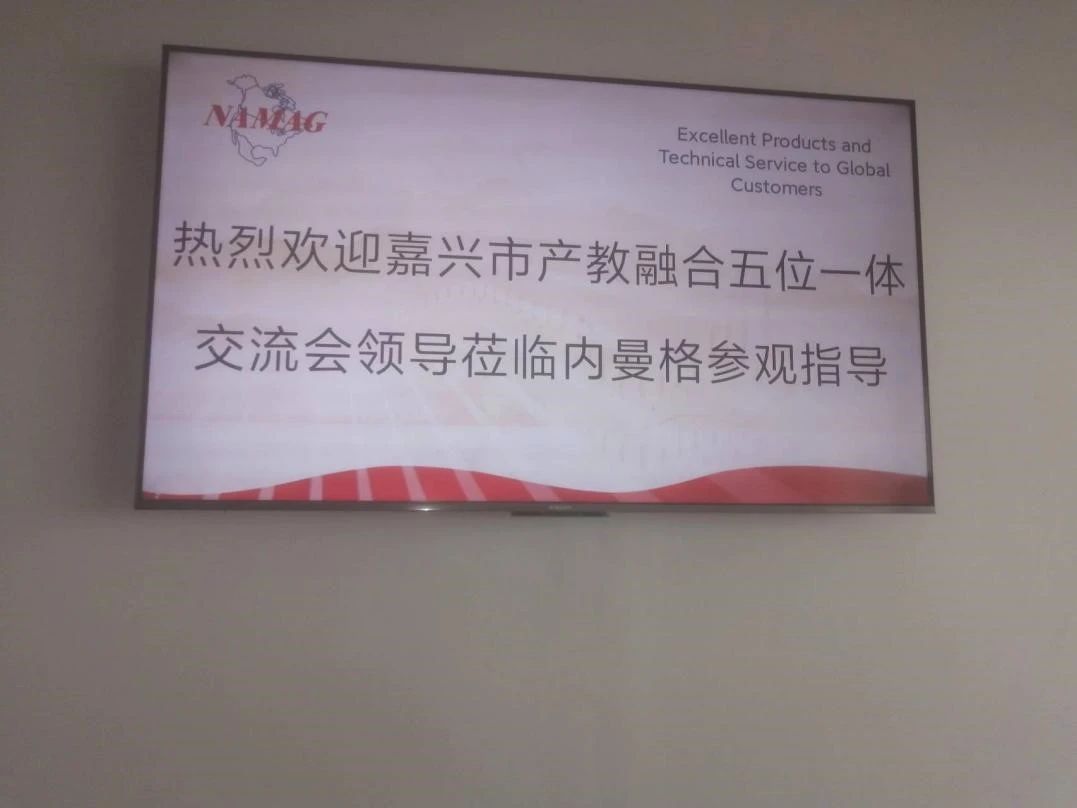 NAMAG
Excellent Products and
Technical Service to Global
Customers
热烈欢迎嘉兴市产教融合五位一体
交流会领导莅临内曼格参观指导